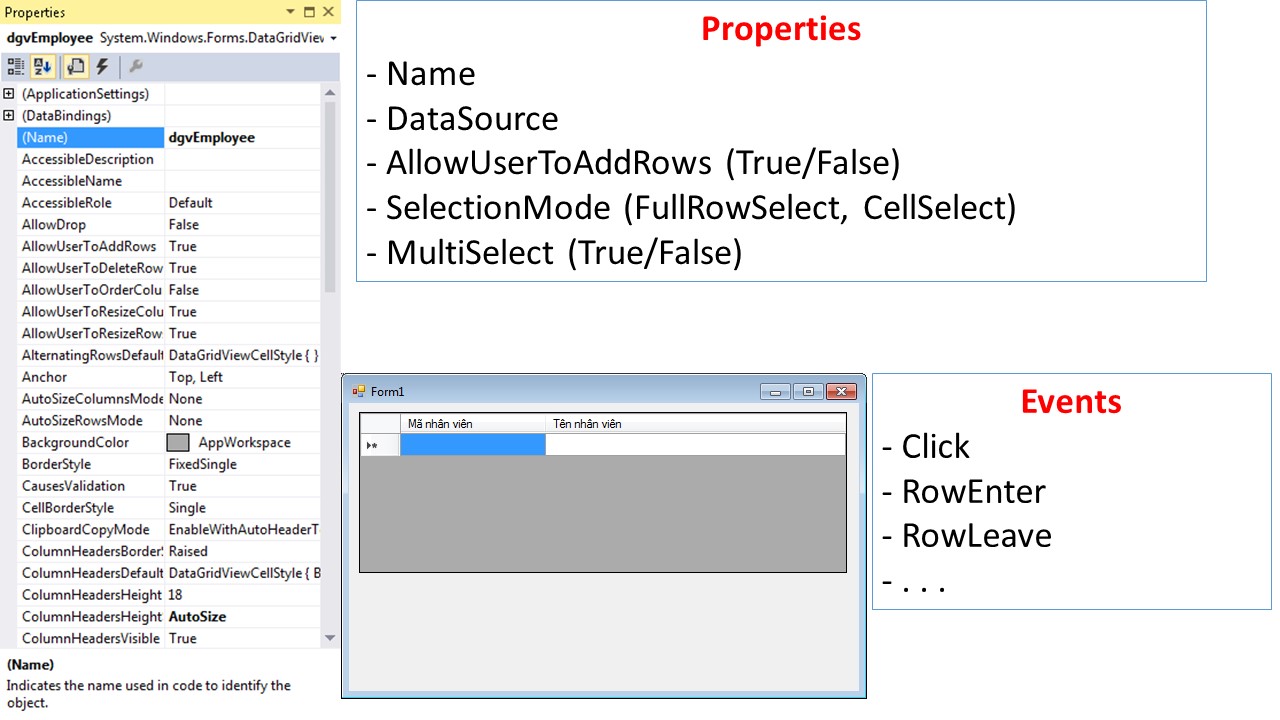 Properties
dgvEmployee System.Windows.Forms.DataGridView
(ApplicationSettings)
(DataBindings)
(Name) dgvEmployee
AccessibleDescription
AccessibleName
AccessibleRole Default
AllowDrop False
AllowUserToAddRows True
AllowUserToDeleteRow True
AllowUserToOrderColu False
AllowUserToResizeColu True
AllowUserToResizeRow True
AlternatingRowsDefault DataGridViewCellStyle { }
Anchor Top, Left
AutoSizeColumnsMode None
AutoSizeRowsMode None
BackgroundColor AppWorkspace
BorderStyle FixedSingle
CausesValidation True
CellBorderStyle Single
ClipboardCopyMode EnableWithAutoHeaderT
ColumnHeadersBorderS Raised
ColumnHeadersDefault DataGridViewCellStyle { B
ColumnHeadersHeight 18
ColumnHeadersHeight AutoSize
ColumnHeadersVisible True
(Name)
Indicates the name used in code to identify the
object.
Properties
- Name
- DataSource
- AllowUserToAddRows (True/False)
- SelectionMode (FullRowSelect, CellSelect)
- MultiSelect (True/False)
Form1
Mã nhân viên Tên nhân viên
Events
- Click
- RowEnter
- RowLeave
- . . .